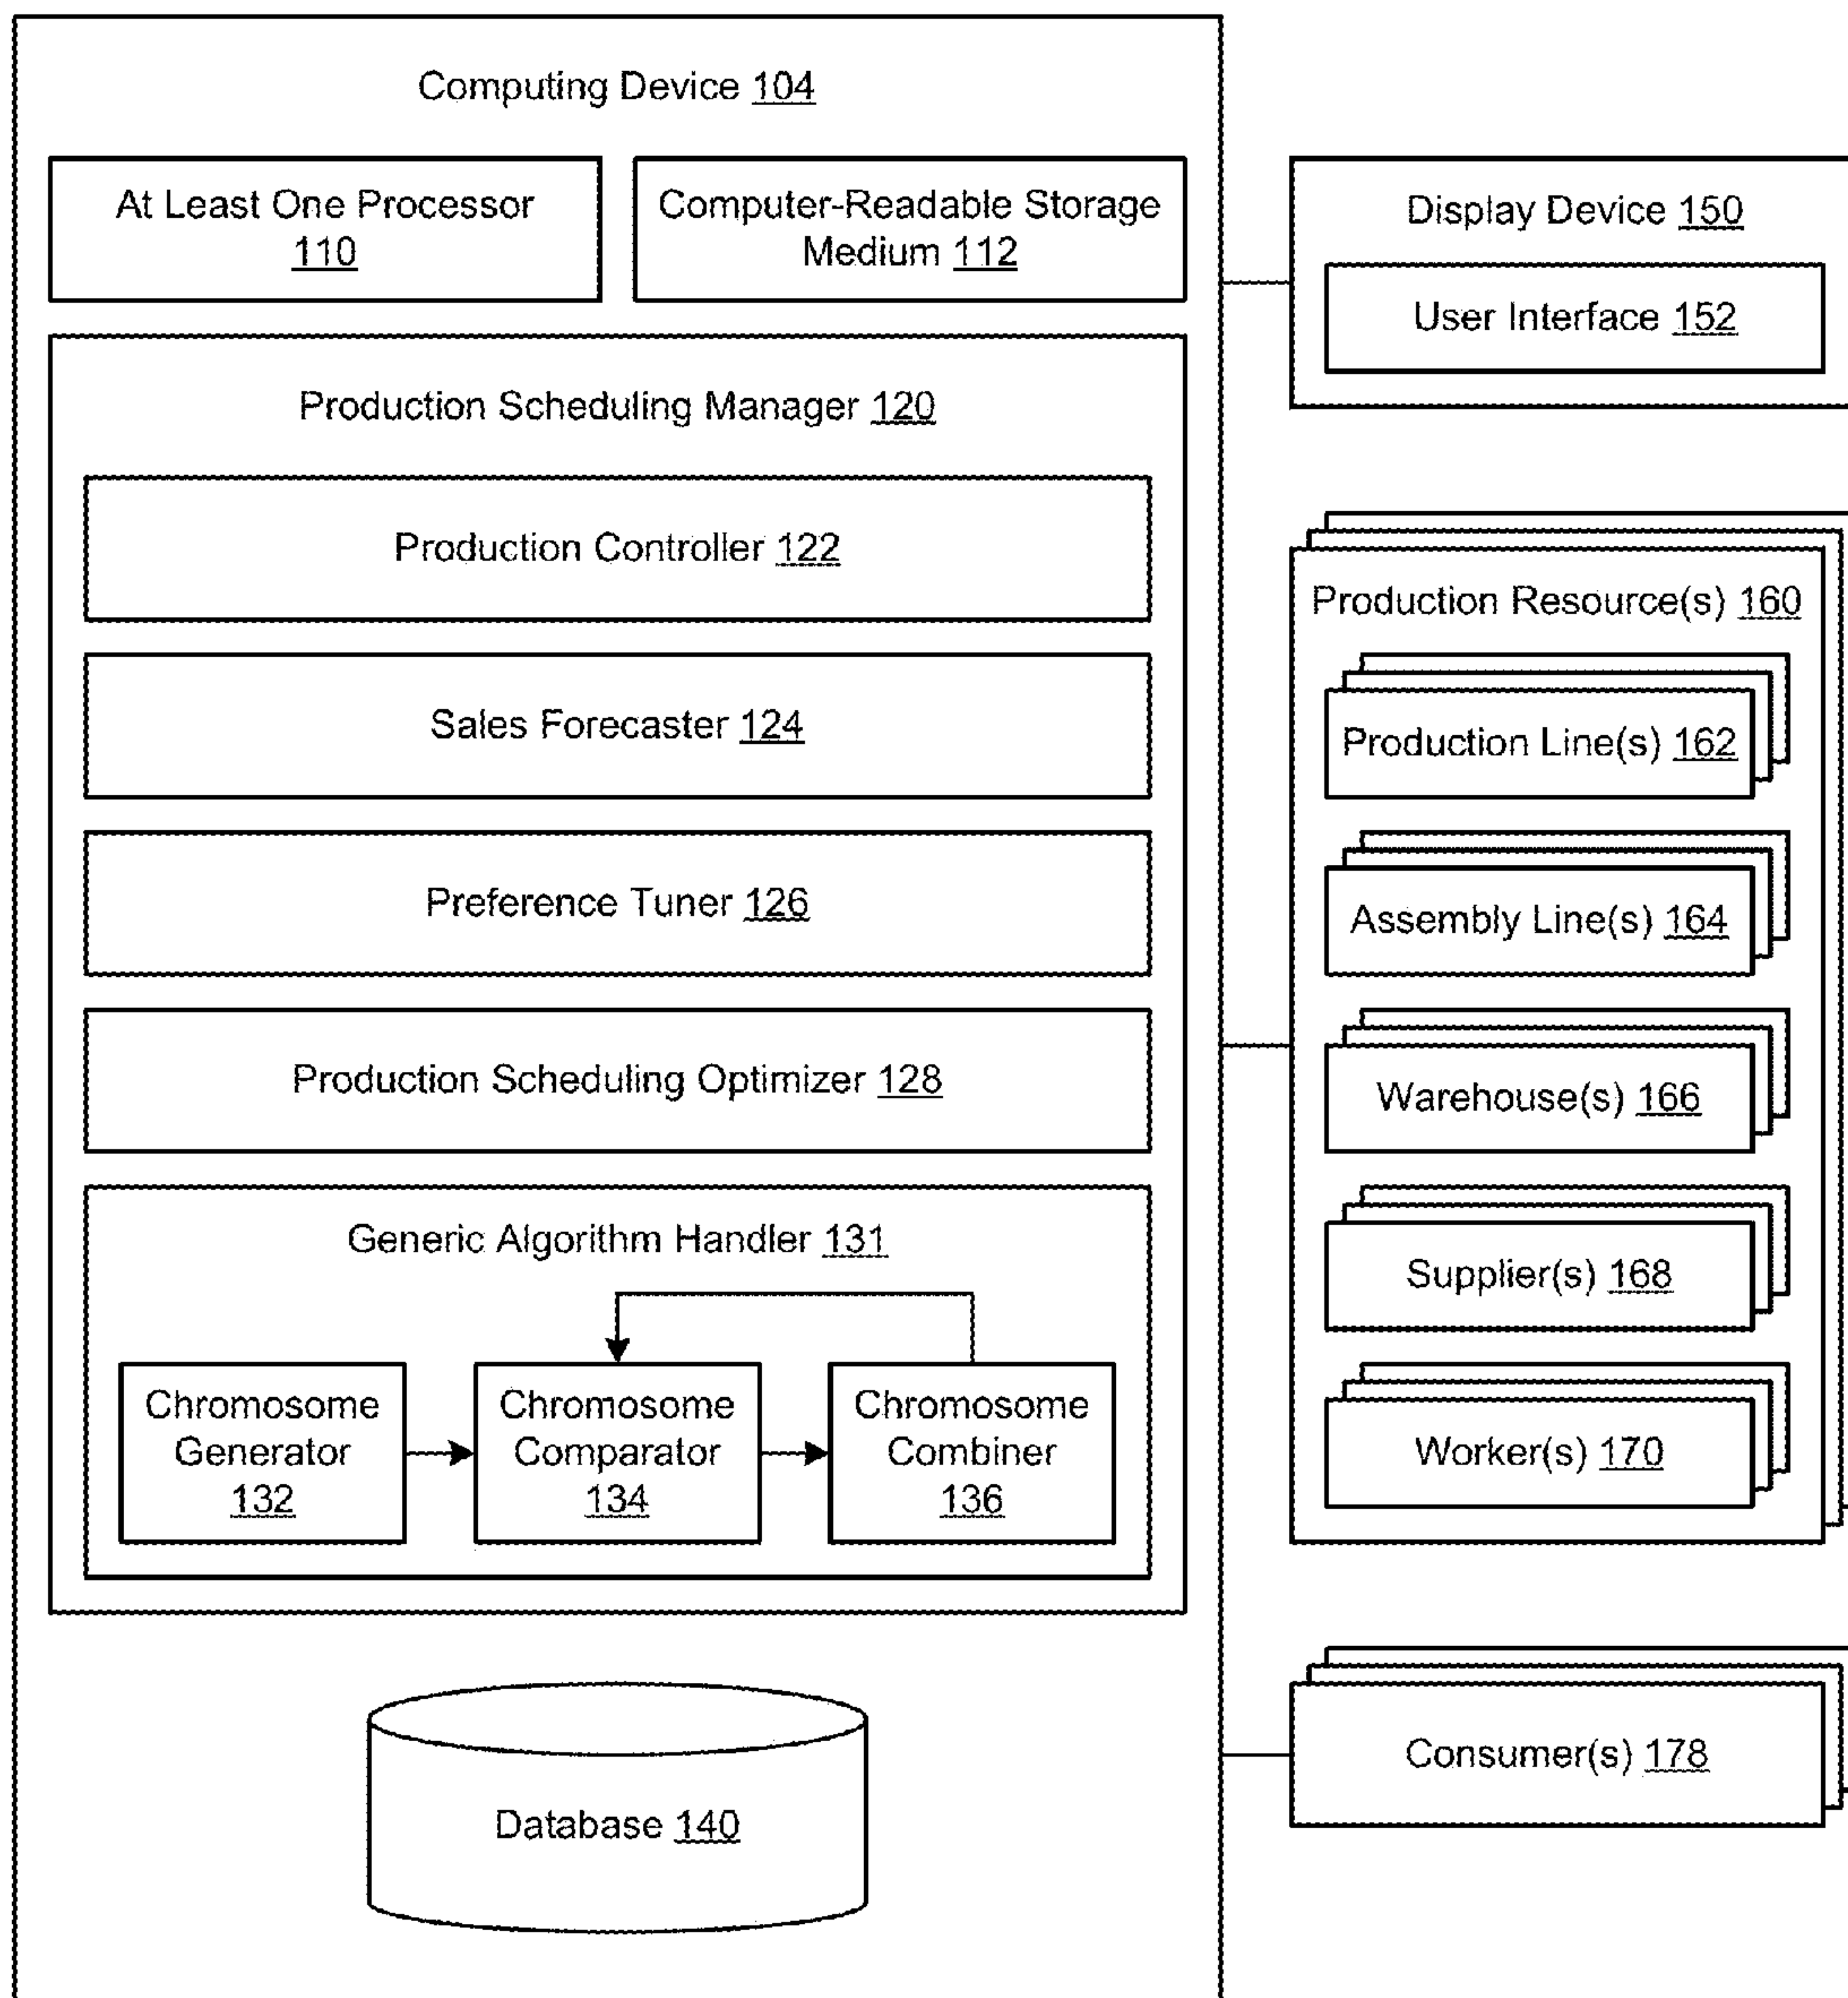 Computing Device 104
At Least One Processor
110
Computer-Readable Storage
Medium 112
Production Scheduling Manager 120
Production Controller 122
Sales Forecaster 124
Preference Tuner 126
Production Scheduling Optimizer 128
Generic Algorithm Handler 131
Chromosome
Generator
132
Chromosome
Comparator
134
Chromosome
Combiner
136
Database 140
Display Device 150
User Interface 152
Production Resource(s) 160
Production Line(s) 162
Assembly Line(s) 164
Warehouse(s) 166
Supplier(s) 168
Worker(s) 170
Consumer(s) 178